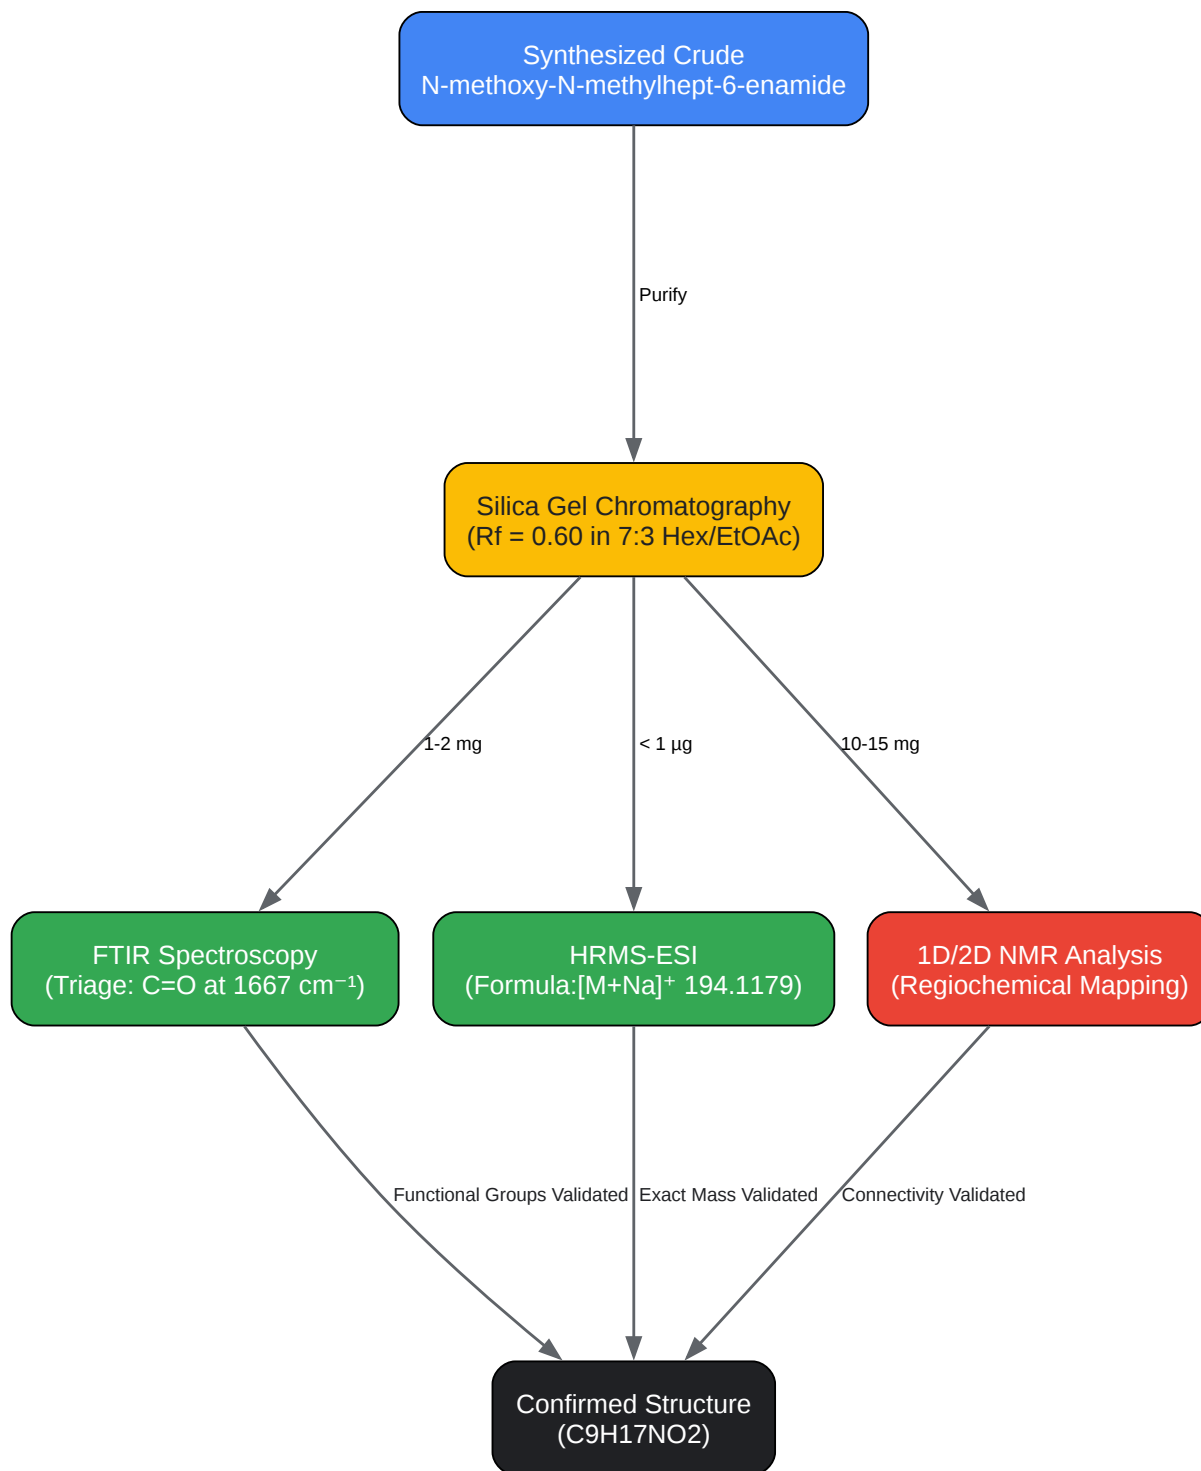 Synthesized Crude
N-methoxy-N-methylhept-6-enamide
Purify
Silica Gel Chromatography
(Rf = 0.60 in 7:3 Hex/EtOAc)
1-2 mg
< 1 µg
10-15 mg
FTIR Spectroscopy
(Triage: C=O at 1667 cm⁻¹)
HRMS-ESI
(Formula:[M+Na]⁺ 194.1179)
1D/2D NMR Analysis
(Regiochemical Mapping)
Functional Groups Validated
Exact Mass Validated
Connectivity Validated
Confirmed Structure
(C9H17NO2)